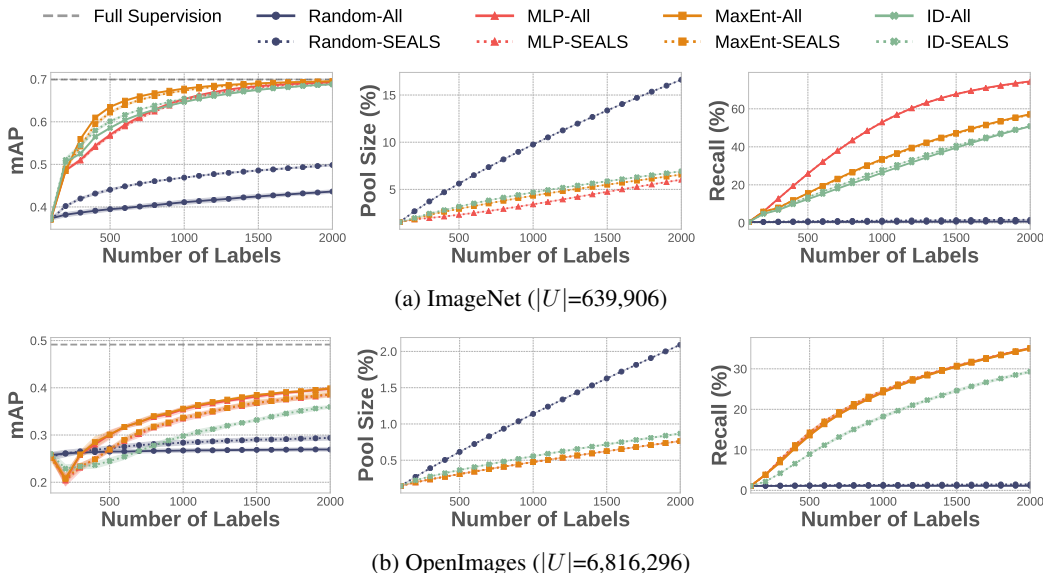 Full Supervision Random-All MLP-All MaxEnt-All ID-All
Random-SEALS MLP-SEALS MaxEnt-SEALS ID-SEALS
mAP
0.7
0.6
0.5
0.4
500 1000 1500 2000
Number of Labels
Pool Size (%)
15
10
5
500 1000 1500 2000
Number of Labels
Recall (%)
60
40
20
0
500 1000 1500 2000
Number of Labels
(a) ImageNet (|U|=639,906)
mAP
0.5
0.4
0.3
0.2
500 1000 1500 2000
Number of Labels
Pool Size (%)
2.0
1.5
1.0
0.5
500 1000 1500 2000
Number of Labels
Recall (%)
30
20
10
0
500 1000 1500 2000
Number of Labels
(b) OpenImages (|U|=6,816,296)